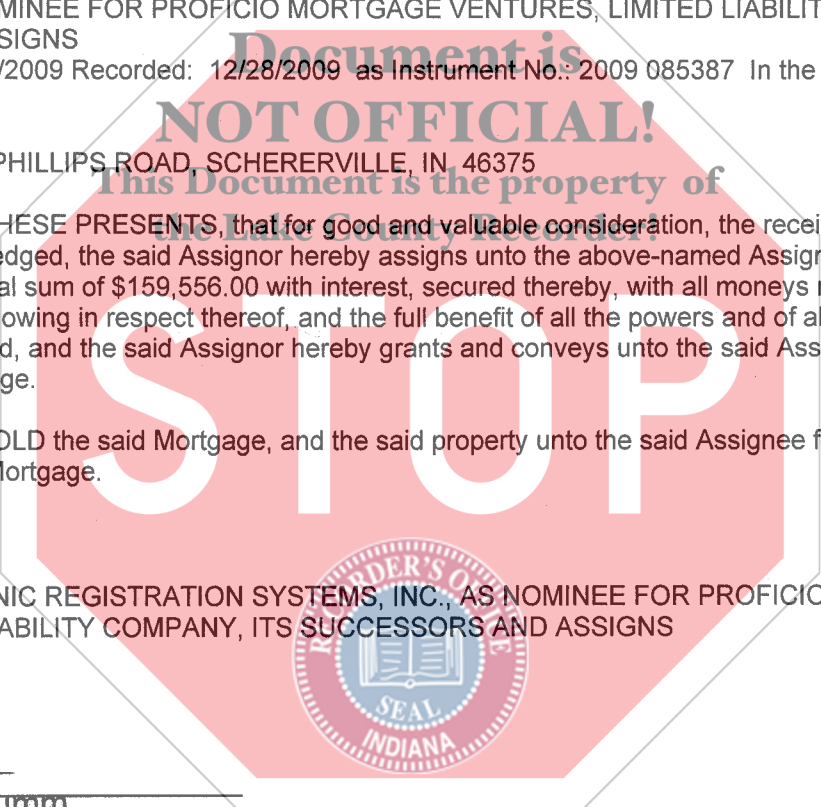 MINEE FOR PROFICIO MORTGAGE VENTURES, LIMITED LIABILIT
SIGNS
/2009 Recorded: 12/28/2009 as Instrument No.: 2009 085387 In the
Document is
NOT OFFICIAL!
PHILLIPS ROAD, SCHERERVILLE, IN 46375
This Document is the property of
the Lake County Recorder!
HESE PRESENTS, that for good and valuable consideration, the recei
edged, the said Assignor hereby assigns unto the above-named Assign
al sum of $159,556.00 with interest, secured thereby, with all moneys
owing in respect thereof, and the full benefit of all the powers and of al
d, and the said Assignor hereby grants and conveys unto the said Ass
ge.
OLD the said Mortgage, and the said property unto the said Assignee f
Mortgage.
STOP
NIC REGISTRATION SYSTEMS, INC., AS NOMINEE FOR PROFICIO
ABILITY COMPANY, ITS SUCCESSORS AND ASSIGNS
RECORDER'S OFFICE
SEAL
INDIANA